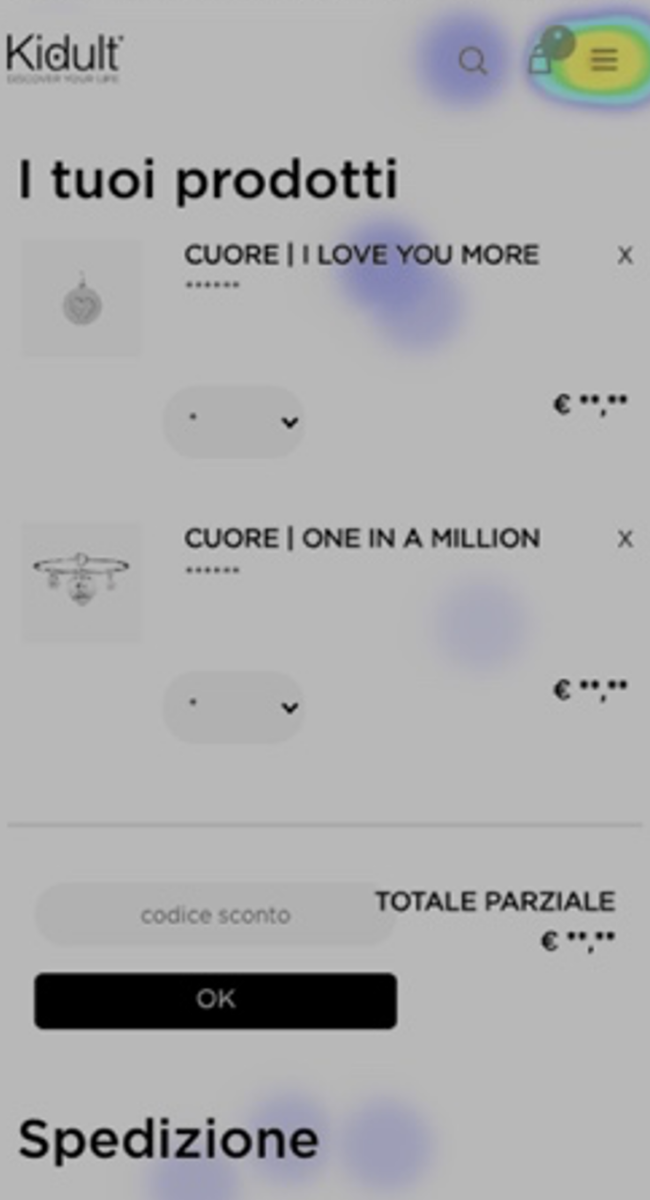 Kidult®
DISCOVER YOUR LIFE
I tuoi prodotti
CUORE | I LOVE YOU MORE
X
******
*
€ **,**
CUORE | ONE IN A MILLION
X
******
*
€ **,**
codice sconto
TOTALE PARZIALE
€ **,**
OK
Spedizione